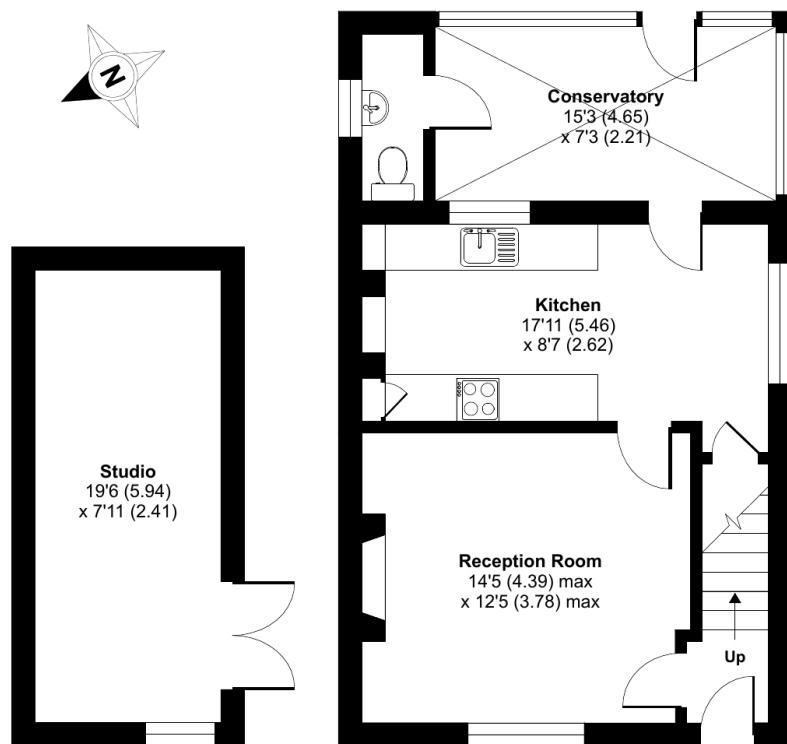 N
Conservatory
15'3 (4.65)
x 7'3 (2.21)
Kitchen
17'11 (5.46)
x 8'7 (2.62)
Studio
19'6 (5.94)
x 7'11 (2.41)
Reception Room
14'5 (4.39) max
x 12'5 (3.78) max
Up